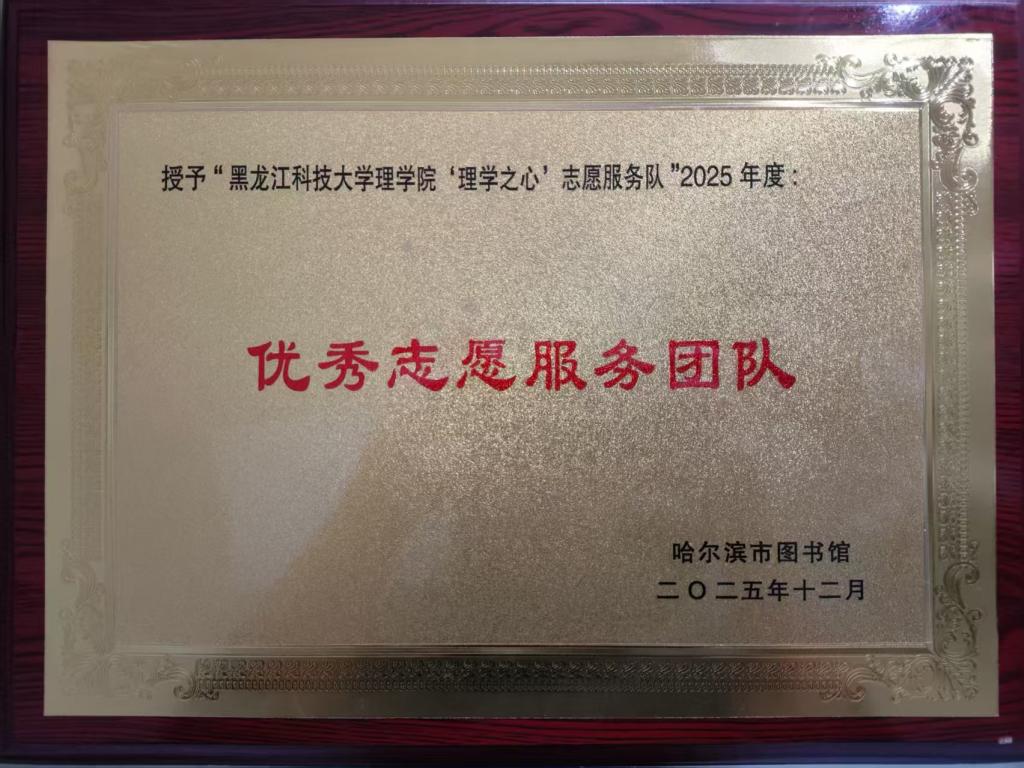 授予“黑龙江科技大学理学院‘理学之心’志愿服务队”2025年度：
优秀志愿服务团队
哈尔滨市图书馆
二〇二五年十二月